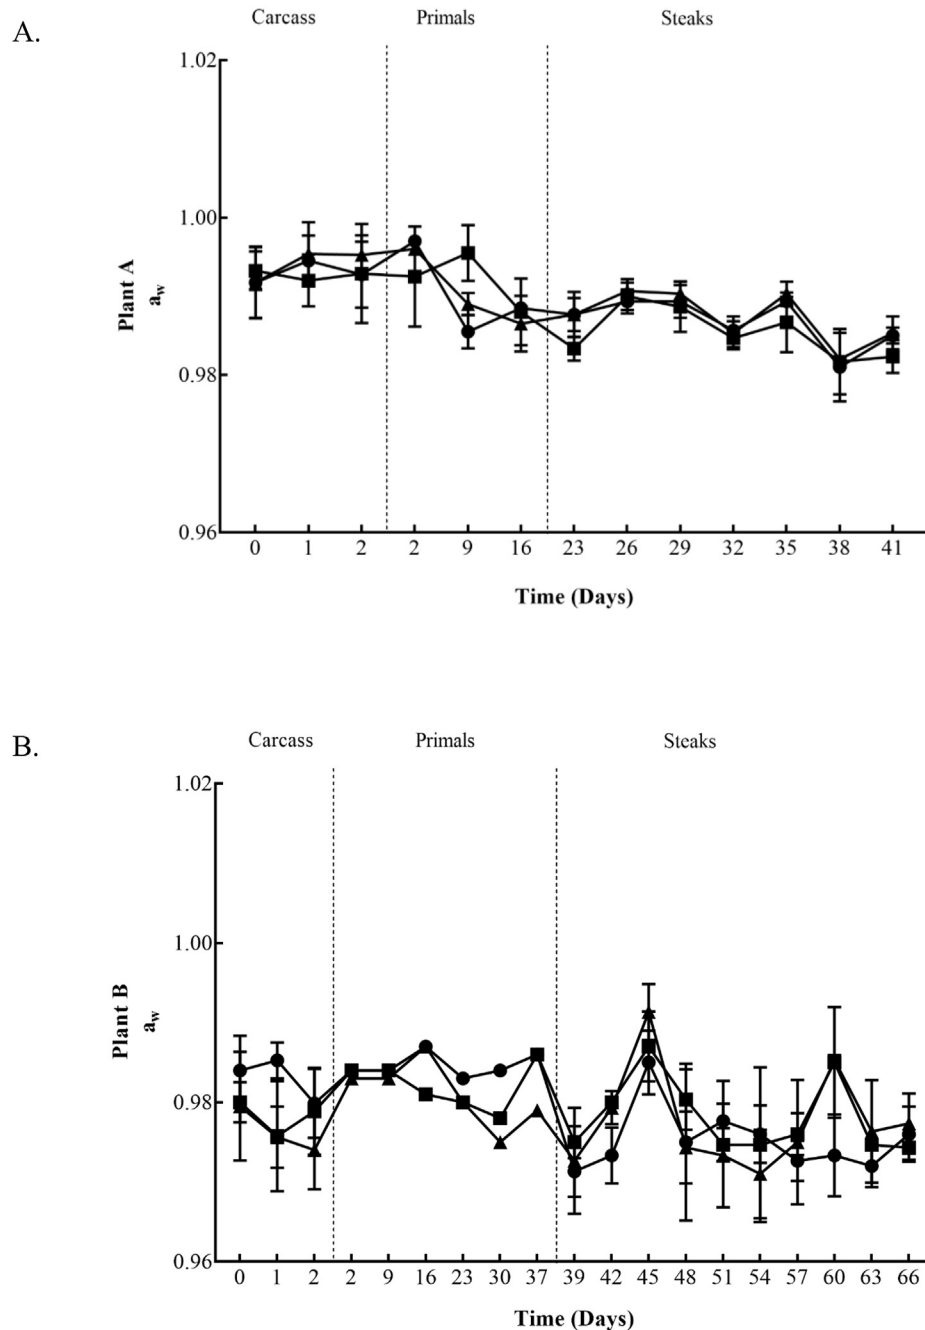 A.
Carcass Primals Steaks
1.02
1.00
0.98
0.96
Plant A
aw
0 1 2 2 9 16 23 26 29 32 35 38 41
Time (Days)
B.
Carcass Primals Steaks
1.02
1.00
0.98
0.96
Plant B
aw
0 1 2 2 9 16 23 30 37 39 42 45 48 51 54 57 60 63 66
Time (Days)